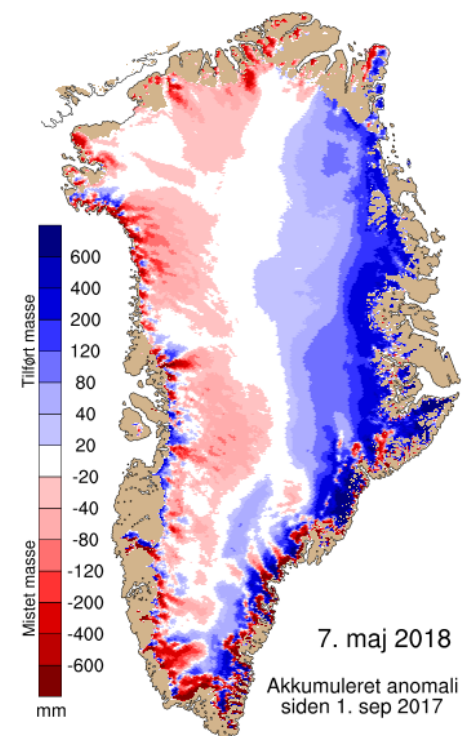 Tilført masse
Mistet masse
600
400
200
120
80
40
20
-20
-40
-80
-120
-200
-400
-600
mm
7. maj 2018
Akkumuleret anomali
siden 1. sep 2017